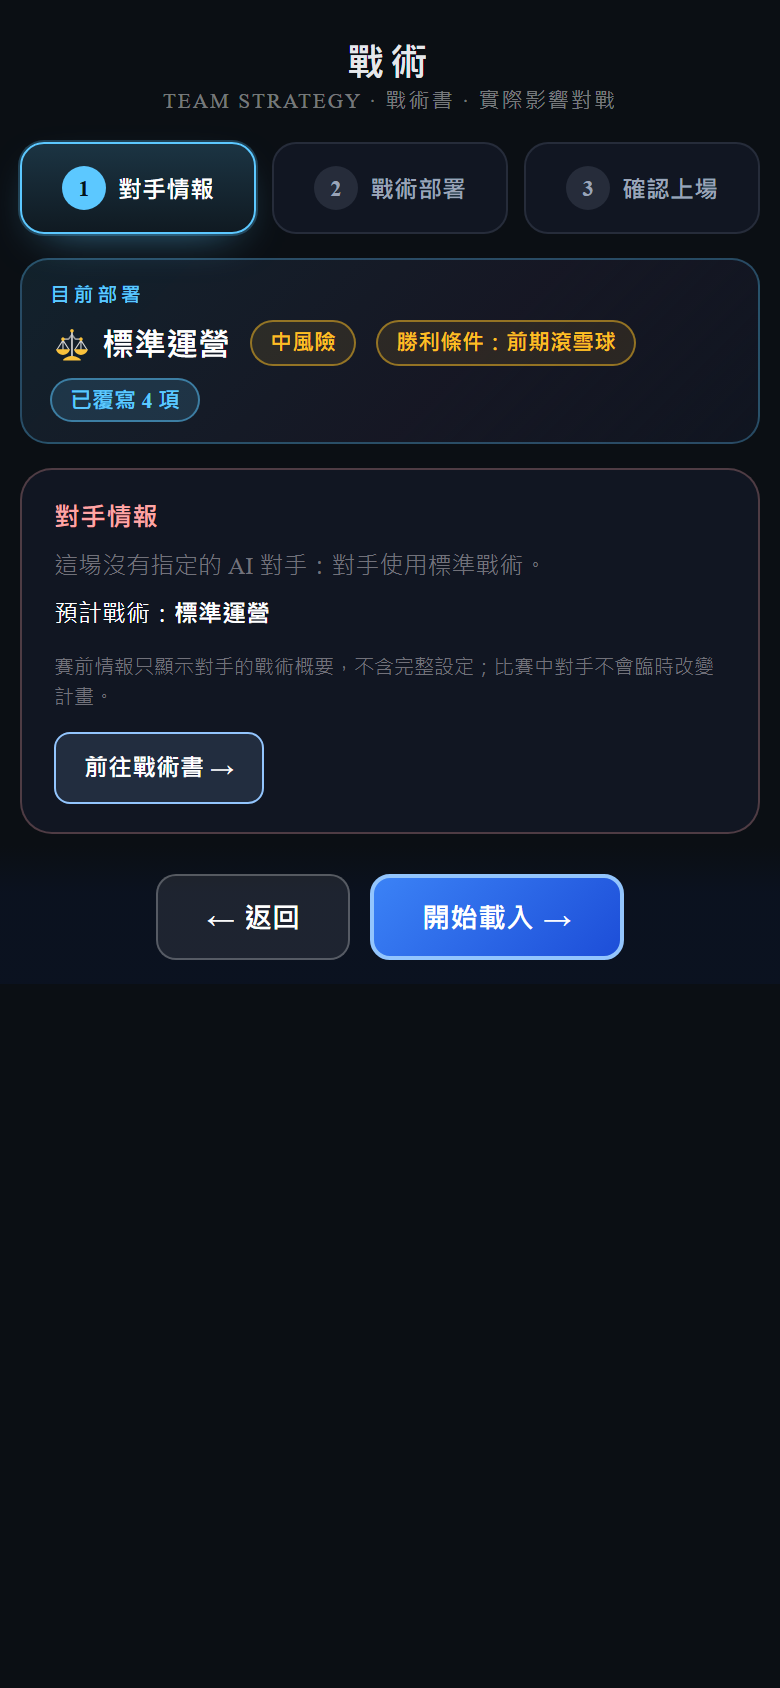 戰術
TEAM STRATEGY · 戰術書 · 實際影響對戰
1 對手情報
2 戰術部署
3 確認上場
目前部署
標準運營 中風險 勝利條件：前期滾雪球
已覆寫 4 項
對手情報
這場沒有指定的 AI 對手：對手使用標準戰術。
預計戰術：標準運營
賽前情報只顯示對手的戰術概要，不含完整設定；比賽中對手不會臨時改變
計畫。
前往戰術書 →
← 返回
開始載入 →